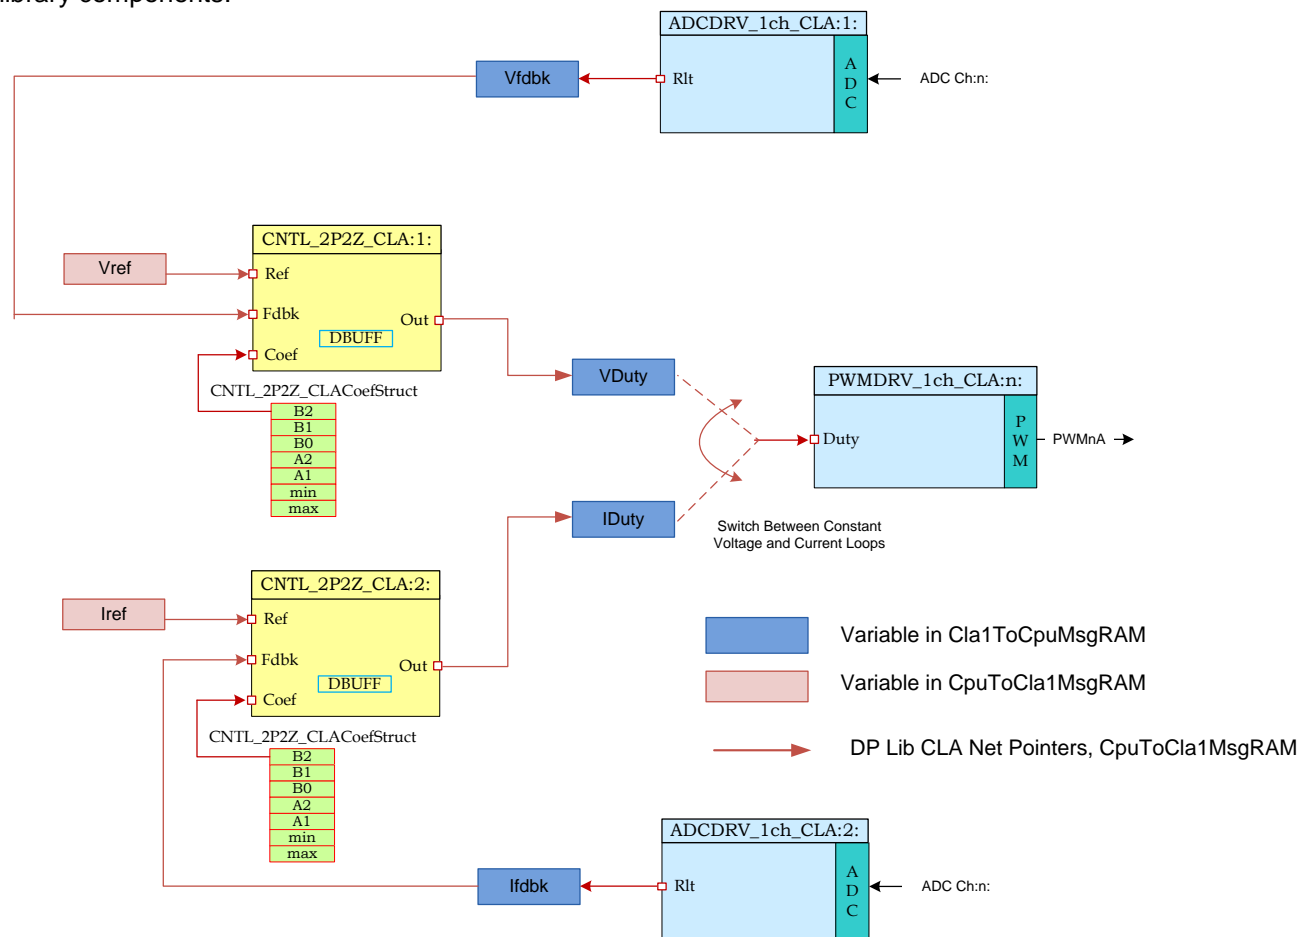 library components.
ADCDRV_1ch_CLA:1:
Vfdbk
Rlt
A
D
C
ADC Ch:n:
CNTL_2P2Z_CLA:1:
Vref
Ref
Fdbk
Out
DBUFF
Coef
CNTL_2P2Z_CLACoefStruct
B2
B1
B0
A2
A1
min
max
VDuty
PWMDRV_1ch_CLA:n:
Duty
P
W
M
PWMnA
IDuty
Switch Between Constant
Voltage and Current Loops
CNTL_2P2Z_CLA:2:
Iref
Ref
Fdbk
Out
DBUFF
Coef
CNTL_2P2Z_CLACoefStruct
B2
B1
B0
A2
A1
min
max
Variable in Cla1ToCpuMsgRAM
Variable in CpuToCla1MsgRAM
DP Lib CLA Net Pointers, CpuToCla1MsgRAM
ADCDRV_1ch_CLA:2:
Ifdbk
Rlt
A
D
C
ADC Ch:n: